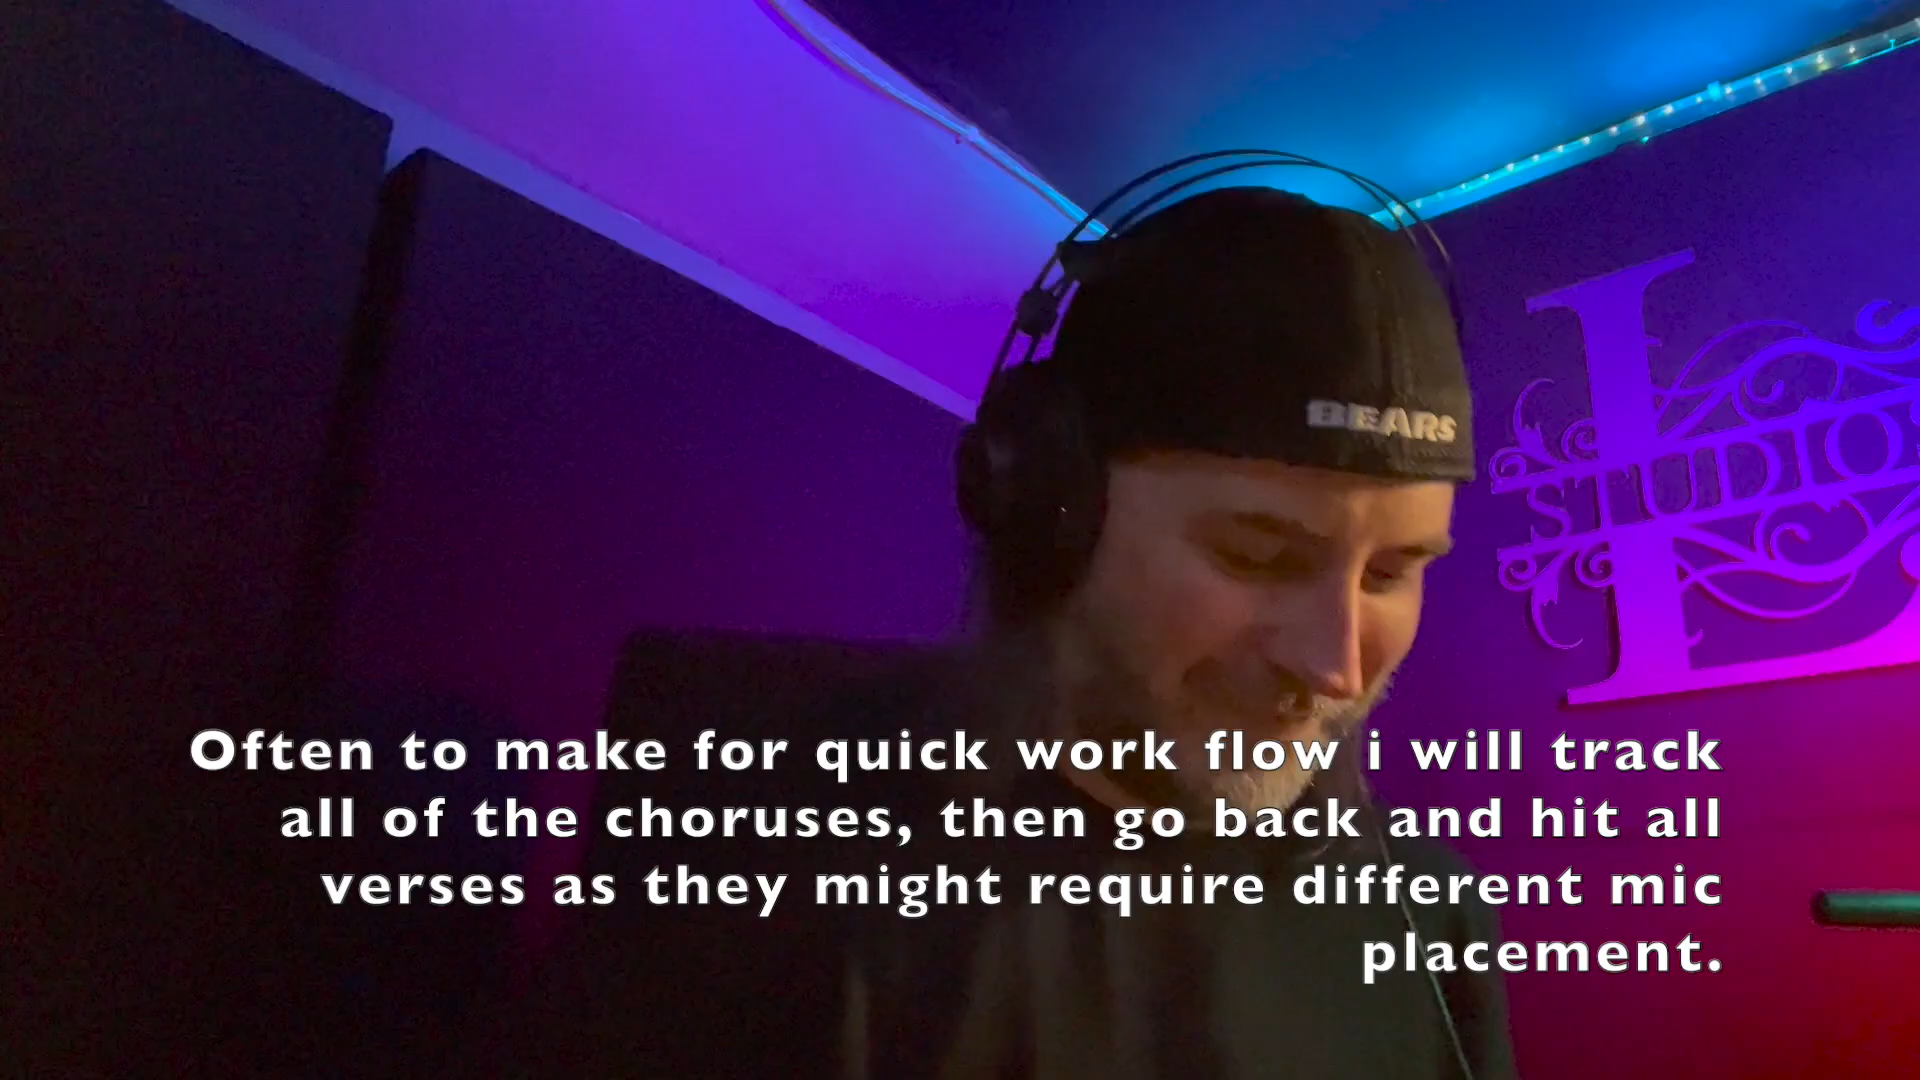 BEARS
STUDIOS
Often to make for quick work flow i will track
all of the choruses, then go back and hit all
verses as they might require different mic
placement.